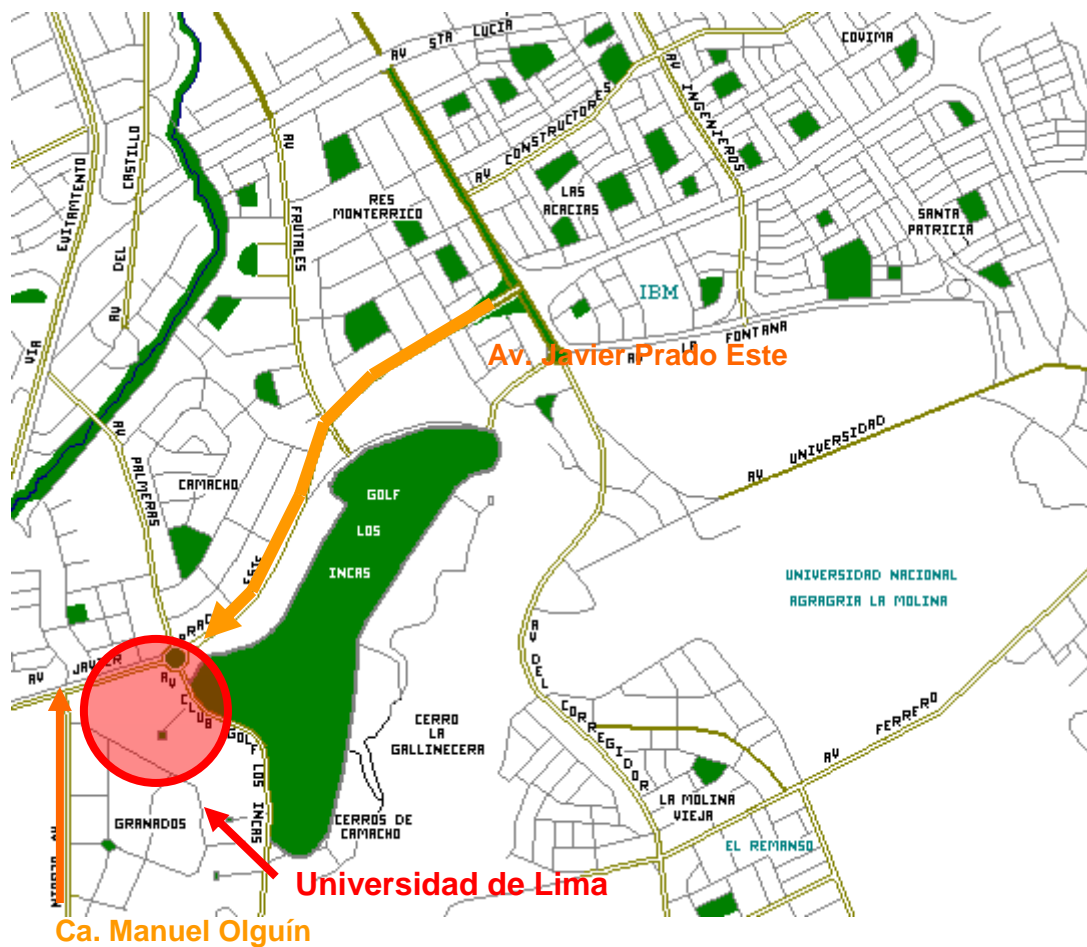 AV STA LUCIA
COVIMA
AV CONSTRUCTORES
AV INGENIEROS
VIA EVITAMTENTO
AV DEL CASTILLO
AV FRUTALES
RES
MONTERRICO
LAS
ACACIAS
SANTA
PATRICIA
IBM
AV LA FONTANA
Av. Javier Prado Este
AV UNIVERSIDAD
AV PALMERAS
CAMACHO
GOLF
LOS
INCAS
UNIVERSIDAD NACIONAL
AGRAGRIA LA MOLINA
AV JAVIER PRADO ESTE
AV CLUB GOLF LOS INCAS
AV DEL CORREGIDOR
CERRO
LA
GALLINECERA
AV FERRERO
LA MOLINA
VIEJA
GRANADOS
CERROS DE
CAMACHO
EL REMANSO
Universidad de Lima
Ca. Manuel Olguín